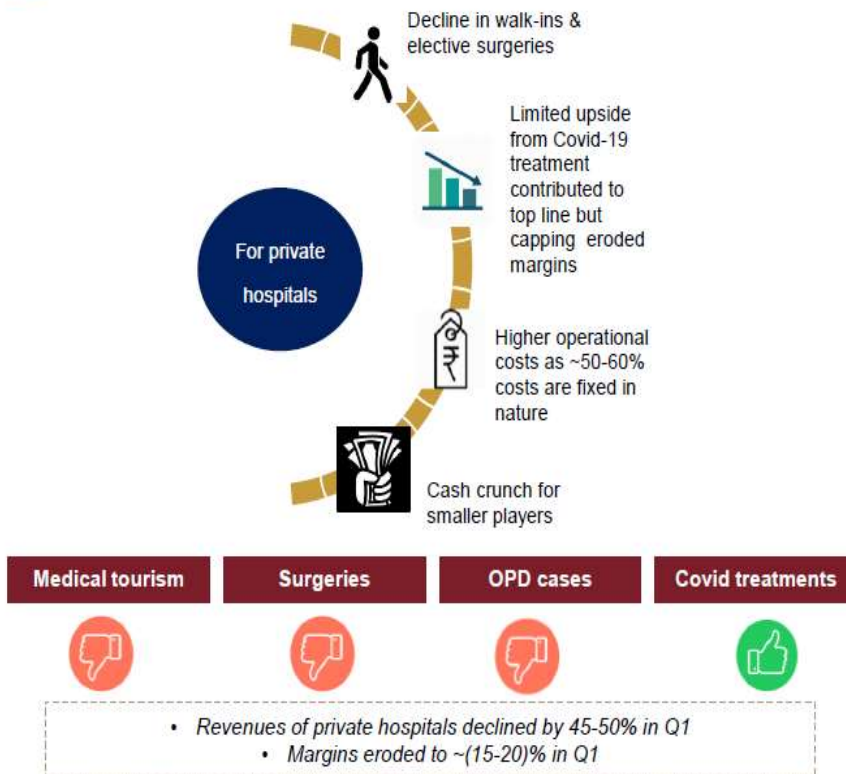 Decline in walk-ins &
elective surgeries
Limited upside
from Covid-19
treatment
contributed to
top line but
capping eroded
margins
For private
hospitals
Higher operational
costs as ~50-60%
costs are fixed in
nature
₹
Cash crunch for
smaller players
Medical tourism
Surgeries
OPD cases
Covid treatments
• Revenues of private hospitals declined by 45-50% in Q1
• Margins eroded to ~(15-20)% in Q1